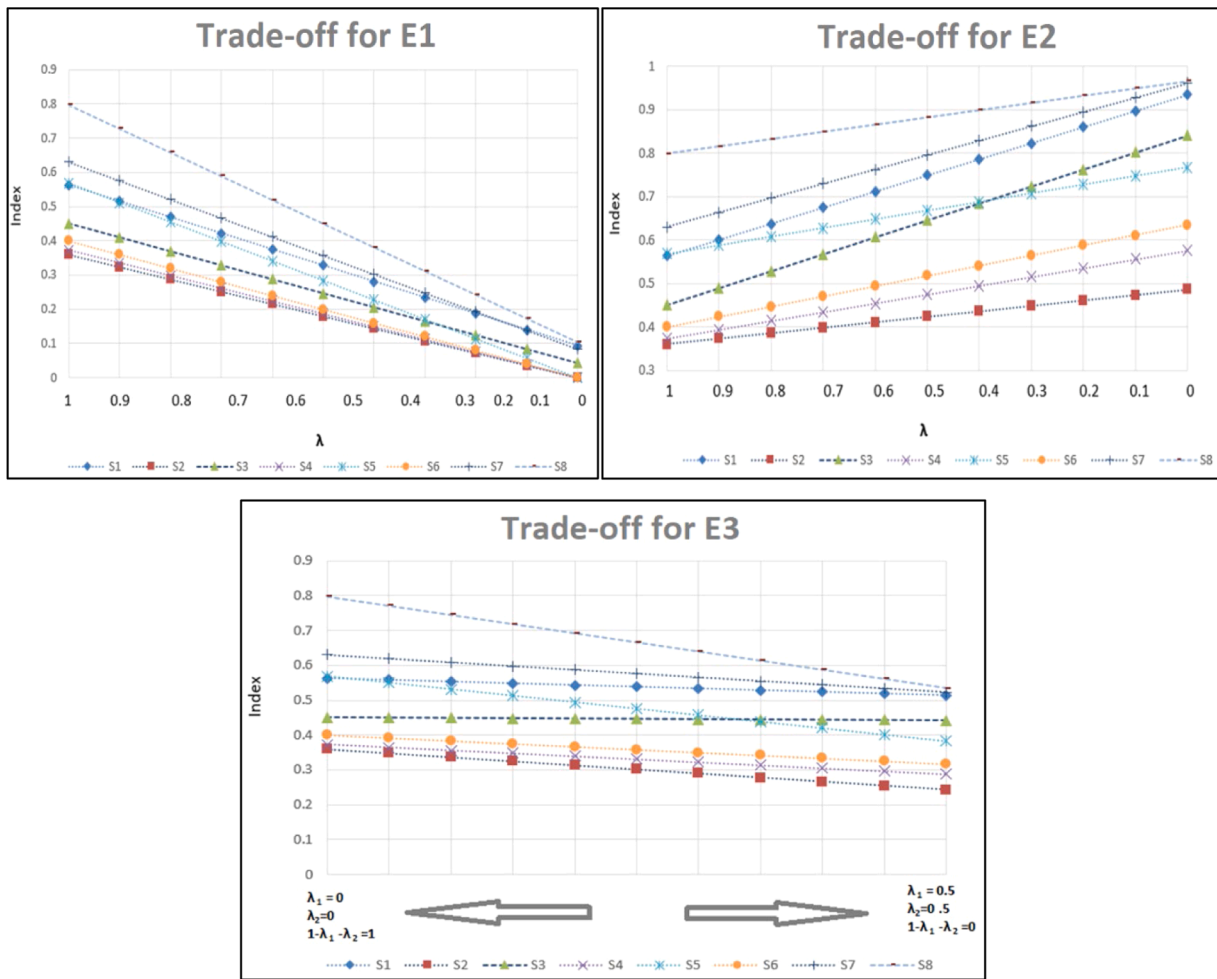 Trade-off for E1
0.9
0.8
0.7
0.6
0.5
0.4
0.3
0.2
0.1
0
Index
1 0.9 0.8 0.7 0.6 0.5 0.4 0.3 0.2 0.1 0
λ
S1 S2 S3 S4 S5 S6 S7 S8
Trade-off for E2
1
0.9
0.8
0.7
0.6
0.5
0.4
0.3
Index
1 0.9 0.8 0.7 0.6 0.5 0.4 0.3 0.2 0.1 0
λ
S1 S2 S3 S4 S5 S6 S7 S8
Trade-off for E3
0.9
0.8
0.7
0.6
0.5
0.4
0.3
0.2
0.1
0
Index
λ₁ = 0
λ₂=0
1-λ₁ -λ₂ =1
λ₁ = 0.5
λ₂=0 .5
1-λ₁ -λ₂ =0
S1 S2 S3 S4 S5 S6 S7 S8